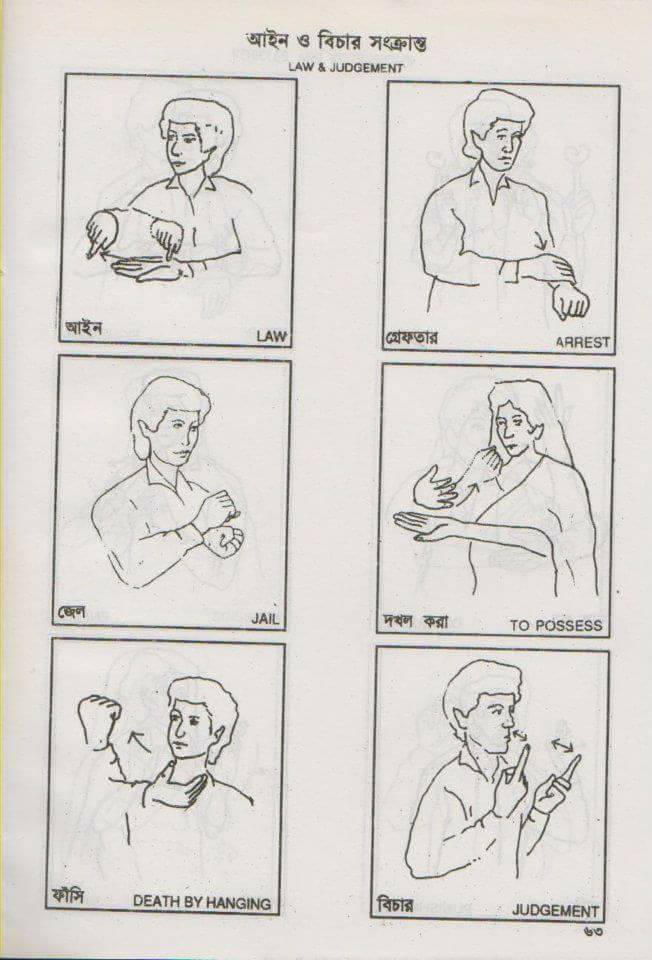 আইন ও বিচার সংক্রান্ত
LAW & JUDGEMENT
আইন LAW
গ্রেফতার ARREST
জেল JAIL
দখল করা TO POSSESS
ফাঁসি DEATH BY HANGING
বিচার JUDGEMENT
৬৩